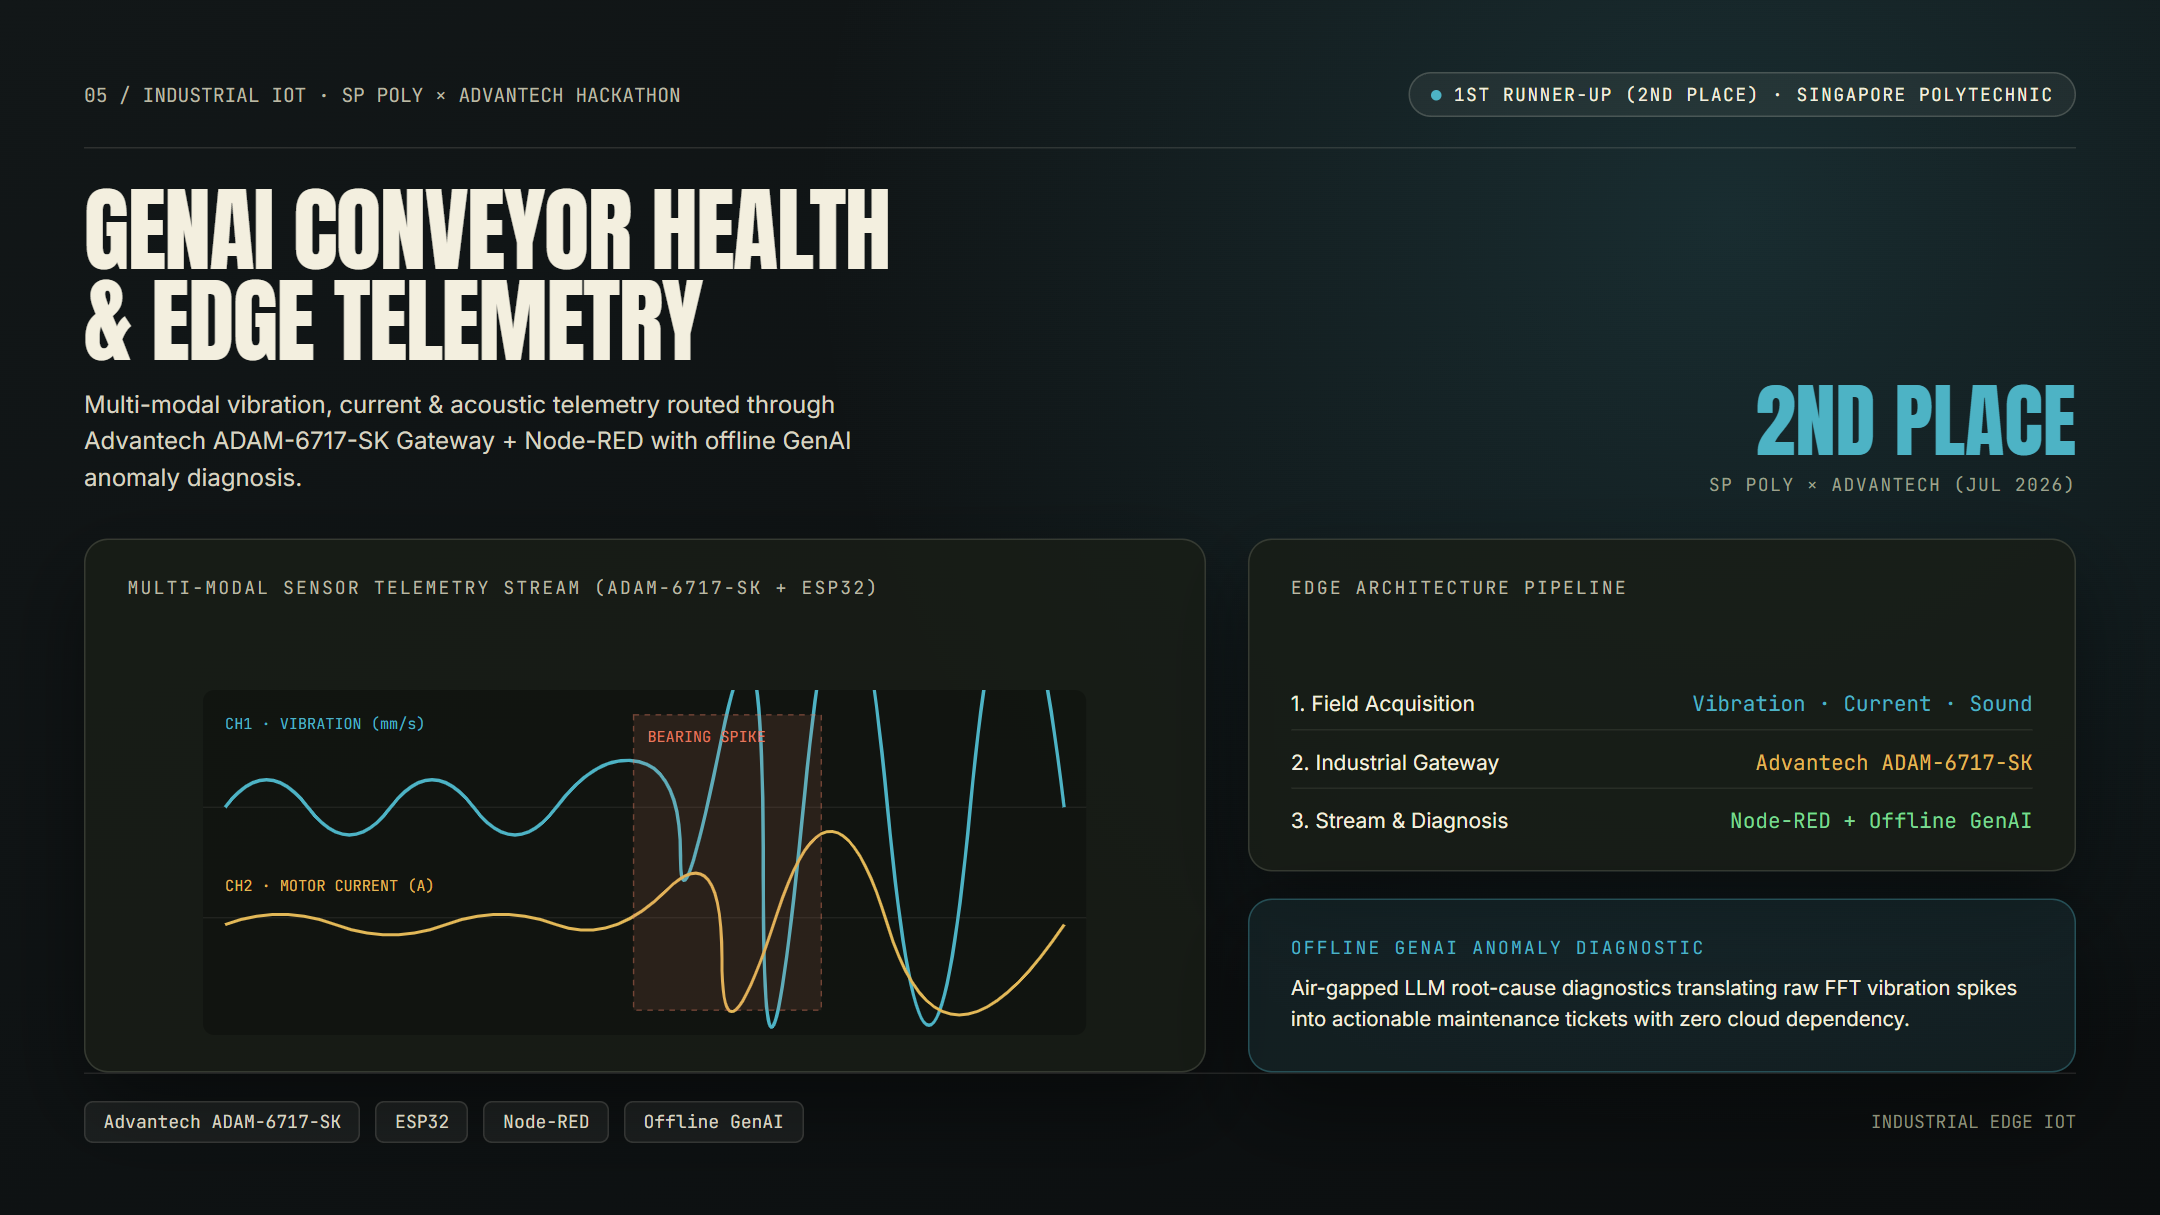 05 / INDUSTRIAL IOT · SP POLY × ADVANTECH HACKATHON
1ST RUNNER-UP (2ND PLACE) · SINGAPORE POLYTECHNIC
GENAI CONVEYOR HEALTH
& EDGE TELEMETRY
Multi-modal vibration, current & acoustic telemetry routed through
Advantech ADAM-6717-SK Gateway + Node-RED with offline GenAI
anomaly diagnosis.
2ND PLACE
SP POLY × ADVANTECH (JUL 2026)
MULTI-MODAL SENSOR TELEMETRY STREAM (ADAM-6717-SK + ESP32)
CH1 · VIBRATION (mm/s)
BEARING SPIKE
CH2 · MOTOR CURRENT (A)
EDGE ARCHITECTURE PIPELINE
1. Field Acquisition
Vibration · Current · Sound
2. Industrial Gateway
Advantech ADAM-6717-SK
3. Stream & Diagnosis
Node-RED + Offline GenAI
OFFLINE GENAI ANOMALY DIAGNOSTIC
Air-gapped LLM root-cause diagnostics translating raw FFT vibration spikes
into actionable maintenance tickets with zero cloud dependency.
Advantech ADAM-6717-SK
ESP32
Node-RED
Offline GenAI
INDUSTRIAL EDGE IOT